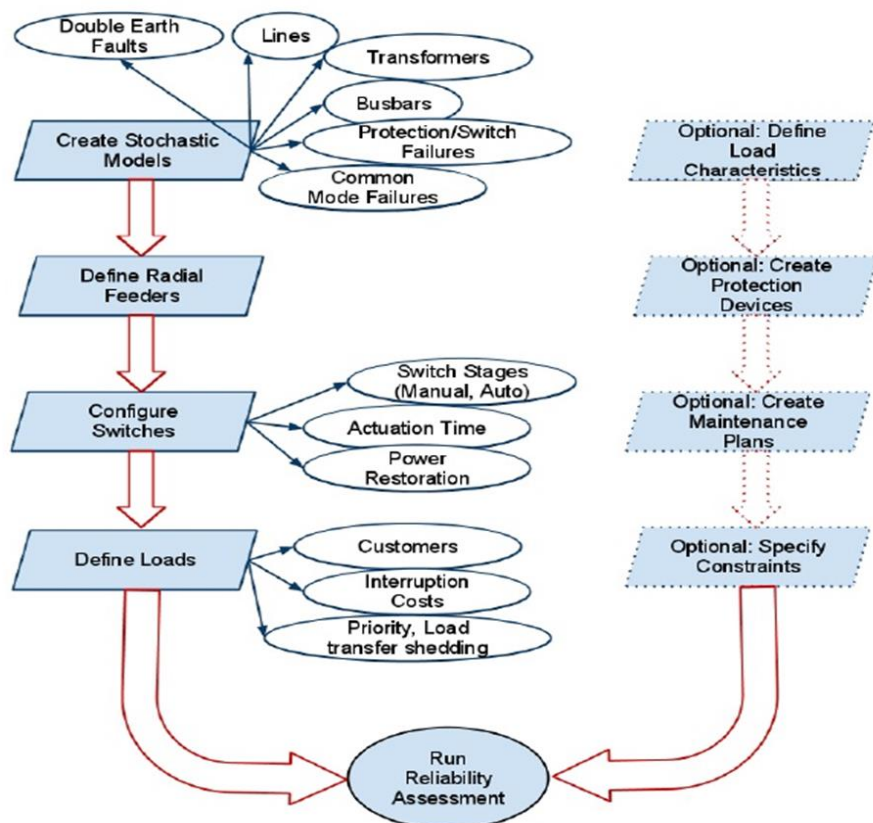 Double Earth
Faults
Lines
Transformers
Busbars
Protection/Switch
Failures
Common
Mode Failures
Create Stochastic
Models
Define Radial
Feeders
Configure
Switches
Switch Stages
(Manual, Auto)
Actuation Time
Power
Restoration
Define Loads
Customers
Interruption
Costs
Priority, Load
transfer shedding
Optional: Define
Load
Characteristics
Optional: Create
Protection
Devices
Optional: Create
Maintenance
Plans
Optional: Specify
Constraints
Run
Reliability
Assessment